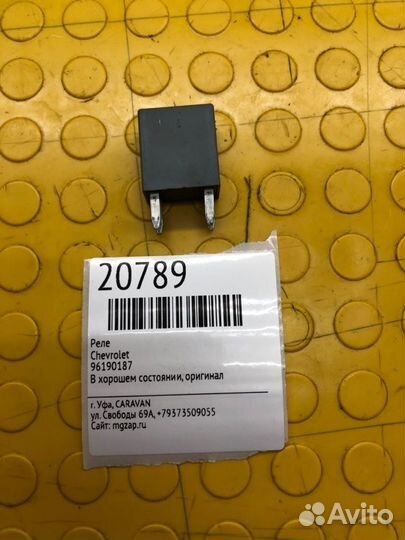 20789
Реле
Chevrolet
96190187
В хорошем состоянии, оригинал
г. Уфа, CARAVAN
ул. Свободы 69А, +79373509055
Сайт: mgzap.ru
Avito